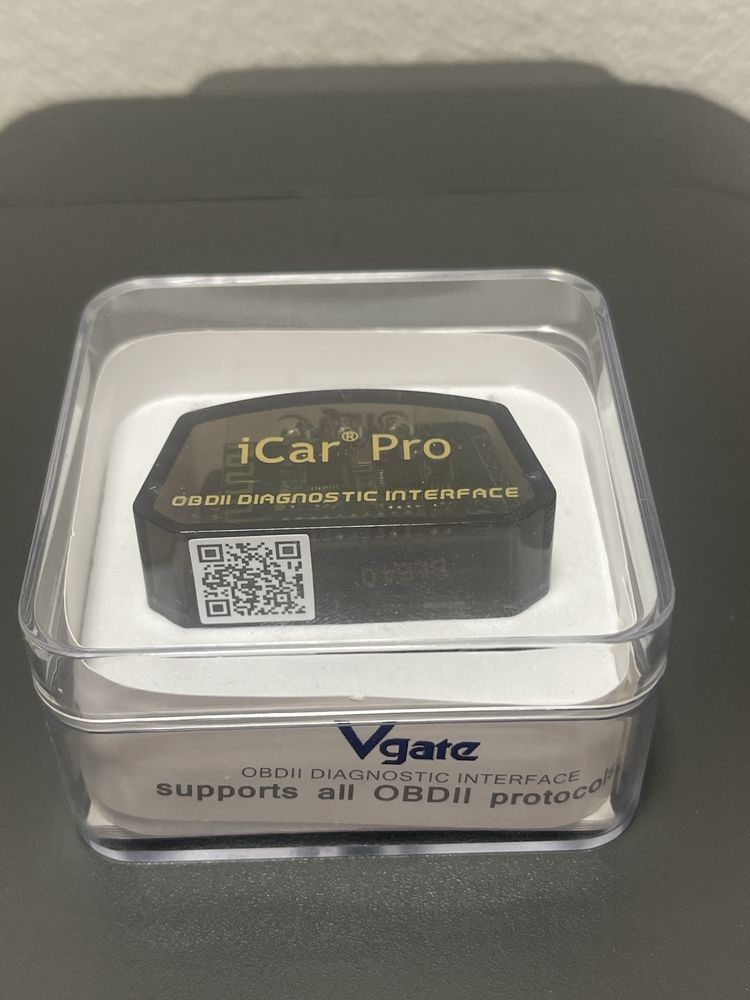 iCar® Pro
OBDII DIAGNOSTIC INTERFACE
Vgate
OBDII DIAGNOSTIC INTERFACE
supports all OBDII protocols